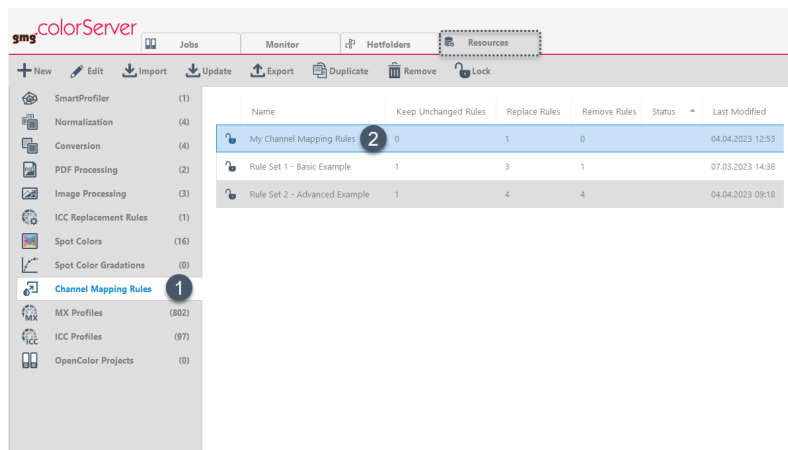 gmg colorServer
Jobs Monitor Hotfolders Resources
New Edit Import Update Export Duplicate Remove Lock
SmartProfiler (1)
Name Keep Unchanged Rules Replace Rules Remove Rules Status Last Modified
Normalization (4)
My Channel Mapping Rules 2 0 1 0 04.04.2023 12:53
Conversion (4)
PDF Processing (2)
Rule Set 1 - Basic Example 1 3 1 07.03.2023 14:38
Image Processing (3)
Rule Set 2 - Advanced Example 1 4 4 04.04.2023 09:18
ICC Replacement Rules (1)
Spot Colors (16)
Spot Color Gradations (0)
Channel Mapping Rules 1
MX MX Profiles (802)
ICC ICC Profiles (97)
OpenColor Projects (0)